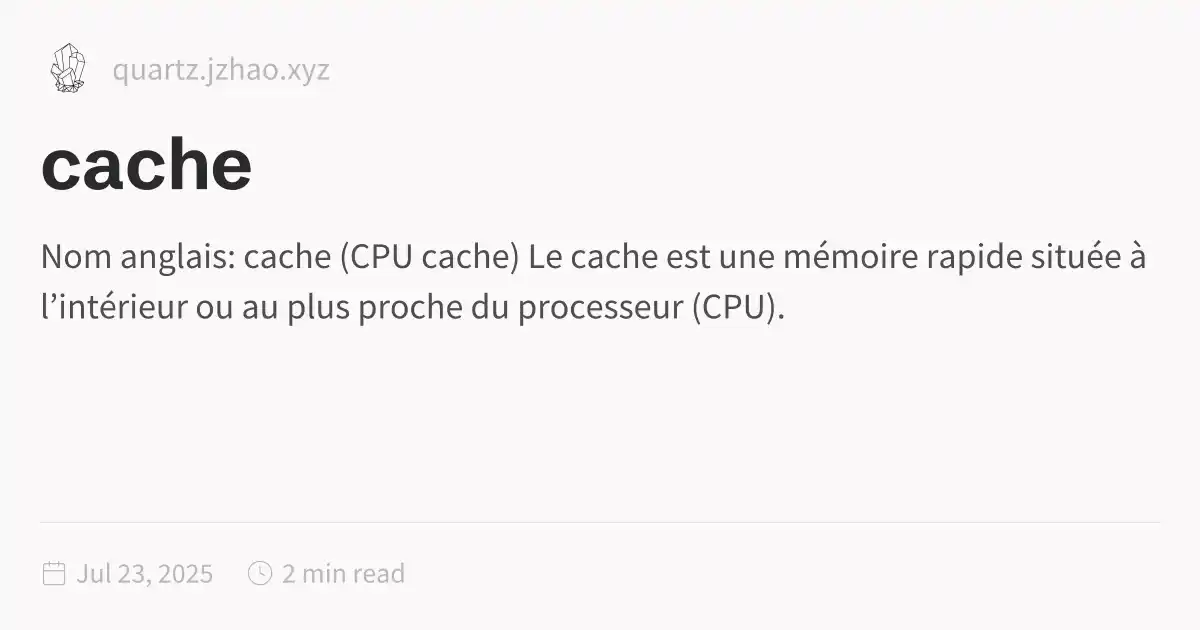 quartz.jzhao.xyz
cache
Nom anglais: cache (CPU cache) Le cache est une mémoire rapide située à
l’intérieur ou au plus proche du processeur (CPU).
Jul 23, 2025 2 min read